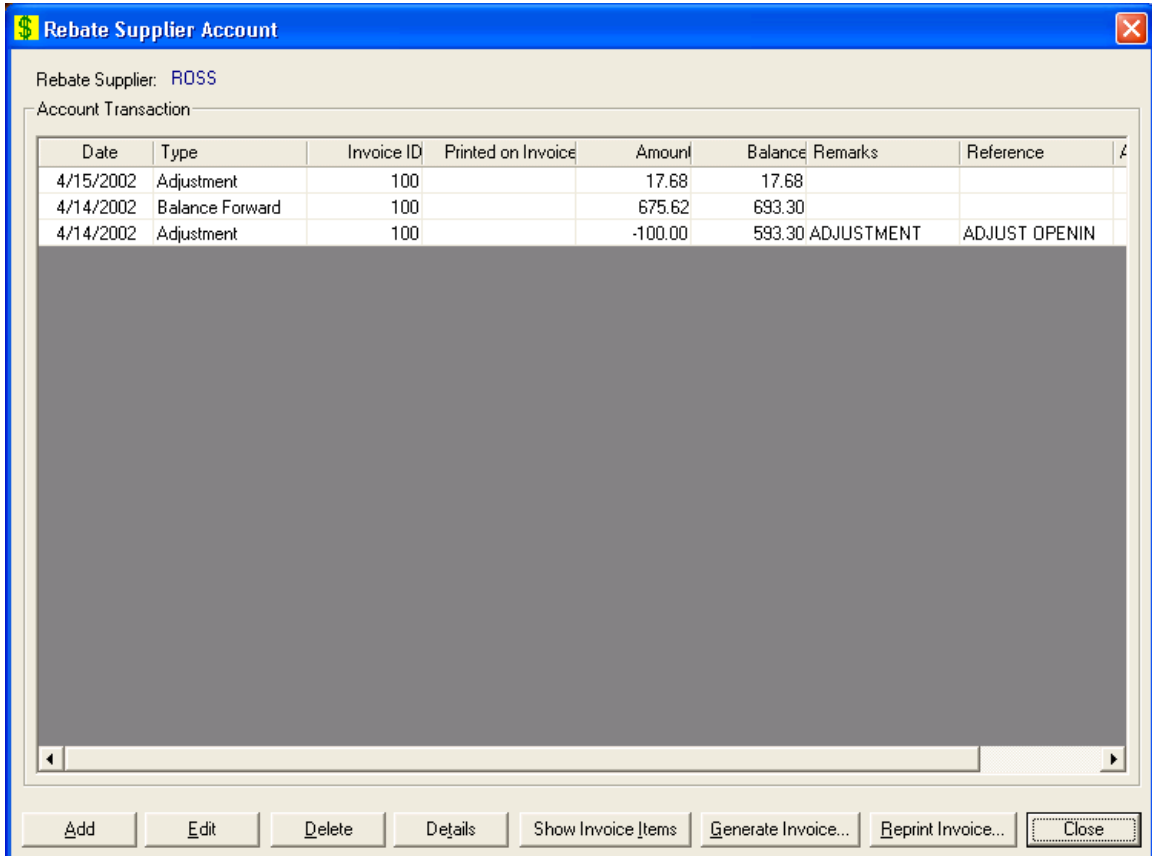 $ Rebate Supplier Account
Rebate Supplier: ROSS
Account Transaction
Date Type Invoice ID Printed on Invoice Amount Balance Remarks Reference
4/15/2002 Adjustment 100 17.68 17.68
4/14/2002 Balance Forward 100 675.62 693.30
4/14/2002 Adjustment 100 -100.00 593.30 ADJUSTMENT ADJUST OPENIN
Add Edit Delete Details Show Invoice Items Generate Invoice... Reprint Invoice... Close